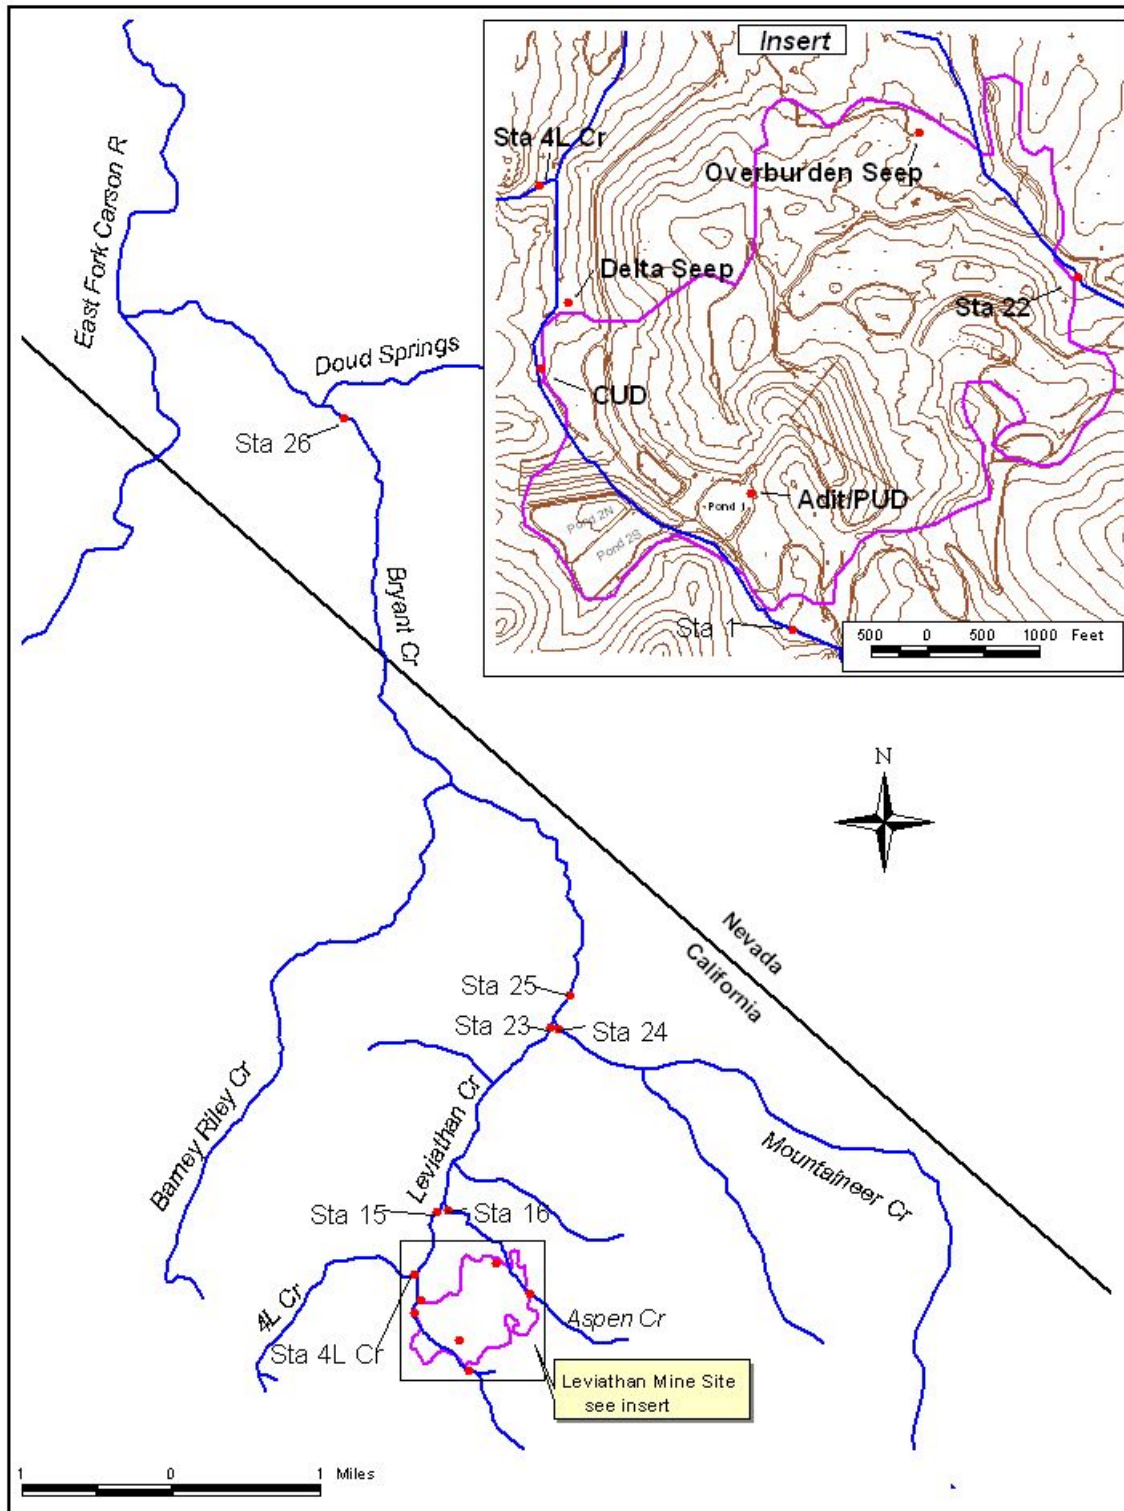 Insert
Sta 4L Cr
Overburden Seep
Delta Seep
Sta 22
CUD
Adit/PUD
Pond 1
Pond 2N
Pond 2S
Sta 1
500 0 500 1000 Feet
East Fork Carson R
Doud Springs
Sta 26
Bryant Cr
N
Nevada
California
Sta 25
Sta 23
Sta 24
Barney Riley Cr
Leviathan Cr
Mountaineer Cr
Sta 15
Sta 16
4L Cr
Aspen Cr
Sta 4L Cr
Leviathan Mine Site
see insert
1 0 1 Miles